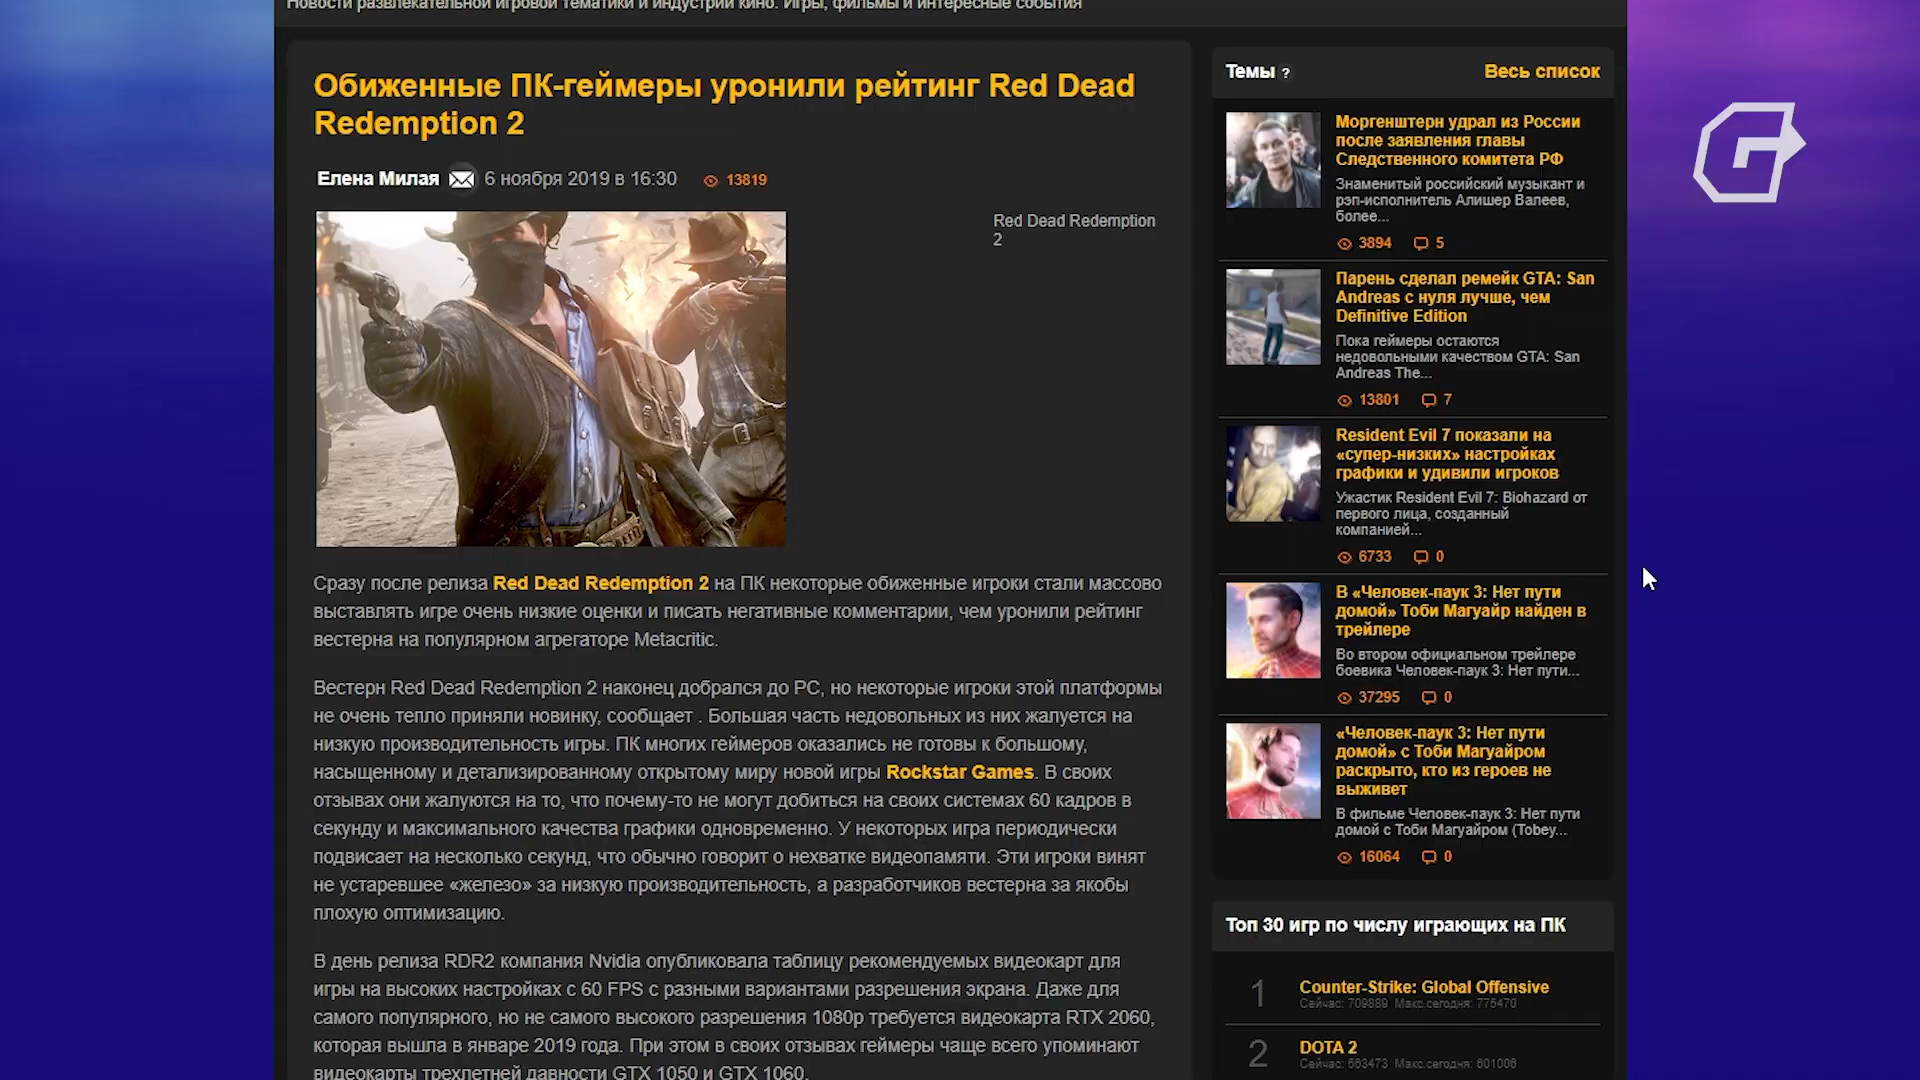 Новости развлекательной игровой тематики и индустрии кино. Игры, фильмы и интересные события
Обиженные ПК-геймеры уронили рейтинг Red Dead
Redemption 2
Елена Милая 6 ноября 2019 в 16:30 13819
Red Dead Redemption
2
Сразу после релиза Red Dead Redemption 2 на ПК некоторые обиженные игроки стали массово
выставлять игре очень низкие оценки и писать негативные комментарии, чем уронили рейтинг
вестерна на популярном агрегаторе Metacritic.
Вестерн Red Dead Redemption 2 наконец добрался до PC, но некоторые игроки этой платформы
не очень тепло приняли новинку, сообщает . Большая часть недовольных из них жалуется на
низкую производительность игры. ПК многих геймеров оказались не готовы к большому,
насыщенному и детализированному открытому миру новой игры Rockstar Games. В своих
отзывах они жалуются на то, что почему-то не могут добиться на своих системах 60 кадров в
секунду и максимального качества графики одновременно. У некоторых игра периодически
подвисает на несколько секунд, что обычно говорит о нехватке видеопамяти. Эти игроки винят
не устаревшее «железо» за низкую производительность, а разработчиков вестерна за якобы
плохую оптимизацию.
В день релиза RDR2 компания Nvidia опубликовала таблицу рекомендуемых видеокарт для
игры на высоких настройках с 60 FPS с разными вариантами разрешения экрана. Даже для
самого популярного, но не самого высокого разрешения 1080p требуется видеокарта RTX 2060,
которая вышла в январе 2019 года. При этом в своих отзывах геймеры чаще всего упоминают
видеокарты трехлетней давности GTX 1050 и GTX 1060.
Темы ? Весь список
Моргенштерн удрал из России
после заявления главы
Следственного комитета РФ
Знаменитый российский музыкант и
рэп-исполнитель Алишер Валеев,
более...
3894 5
Парень сделал ремейк GTA: San
Andreas с нуля лучше, чем
Definitive Edition
Пока геймеры остаются
недовольными качеством GTA: San
Andreas The...
13801 7
Resident Evil 7 показали на
«супер-низких» настройках
графики и удивили игроков
Ужастик Resident Evil 7: Biohazard от
первого лица, созданный
компанией...
6733 0
В «Человек-паук 3: Нет пути
домой» Тоби Магуайр найден в
трейлере
Во втором официальном трейлере
боевика Человек-паук 3: Нет пути...
37295 0
«Человек-паук 3: Нет пути
домой» с Тоби Магуайром
раскрыто, кто из героев не
выживет
В фильме Человек-паук 3: Нет пути
домой с Тоби Магуайром (Tobey...
16064 0
Топ 30 игр по числу играющих на ПК
1 Counter-Strike: Global Offensive
Сейчас: 709889 Макс.сегодня: 775470
2 DOTA 2
Сейчас: 563473 Макс.сегодня: 601006